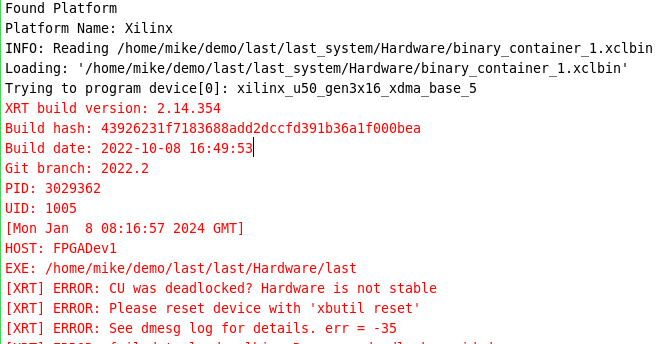 Found Platform
Platform Name: Xilinx
INFO: Reading /home/mike/demo/last/last_system/Hardware/binary_container_1.xclbin
Loading: '/home/mike/demo/last/last_system/Hardware/binary_container_1.xclbin'
Trying to program device[0]: xilinx_u50_gen3x16_xdma_base_5
XRT build version: 2.14.354
Build hash: 43926231f7183688add2dccfd391b36a1f000bea
Build date: 2022-10-08 16:49:53
Git branch: 2022.2
PID: 3029362
UID: 1005
[Mon Jan  8 08:16:57 2024 GMT]
HOST: FPGADev1
EXE: /home/mike/demo/last/last/Hardware/last
[XRT] ERROR: CU was deadlocked? Hardware is not stable
[XRT] ERROR: Please reset device with 'xbutil reset'
[XRT] ERROR: See dmesg log for details. err = -35